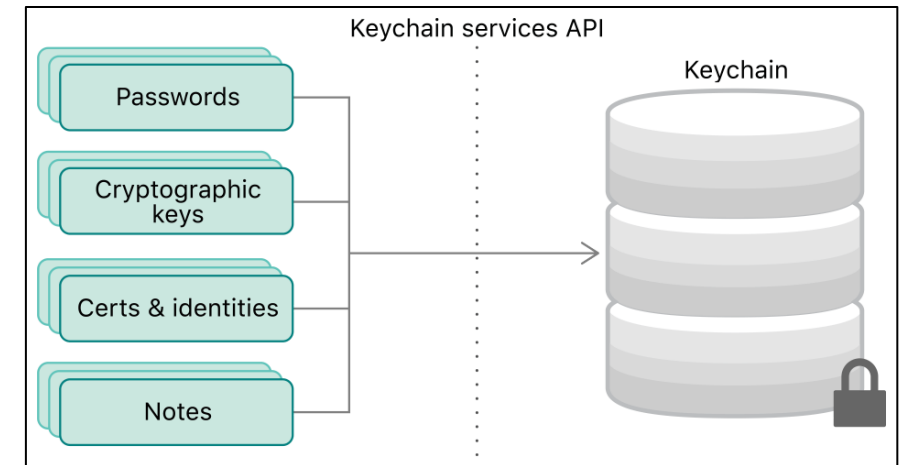 Keychain services API
Keychain
Passwords
Cryptographic
keys
Certs & identities
Notes